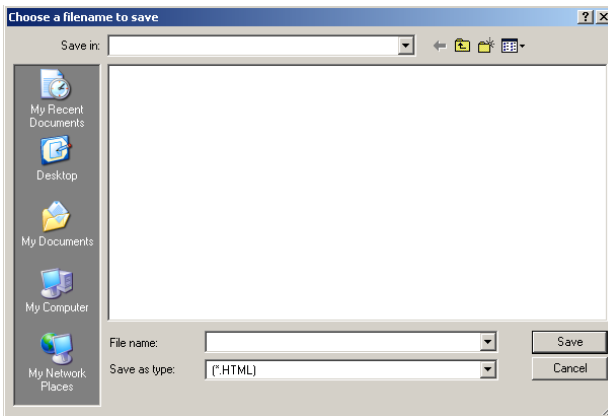 Choose a filename to save
Save in:
My Recent
Documents
Desktop
My Documents
My Computer
My Network
Places
File name:
Save
Save as type:
(*.HTML)
Cancel